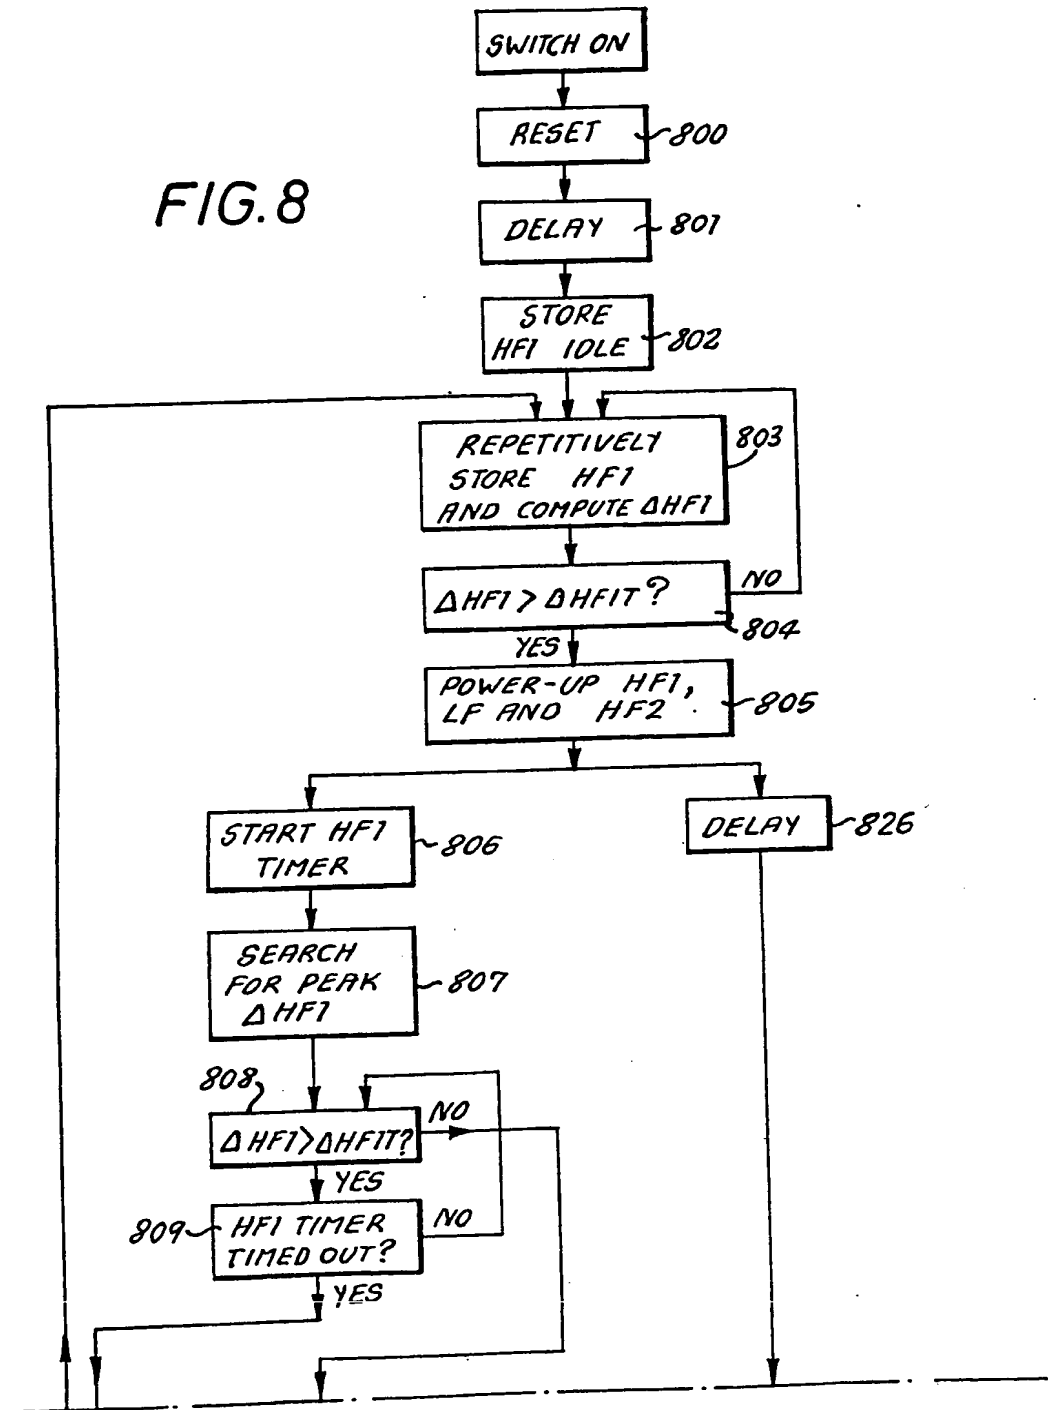 SWITCH ON
RESET
800
FIG. 8
DELAY
801
STORE
HF1 IDLE
802
REPETITIVELY
STORE HF1
AND COMPUTE ΔHF1
803
ΔHF1 > ΔHF1T?
NO
804
YES
POWER-UP HF1,
LF AND HF2
805
START HF1
TIMER
806
DELAY
826
SEARCH
FOR PEAK
ΔHF1
807
808
ΔHF1>ΔHF1T?
NO
YES
809
HF1 TIMER
TIMED OUT?
NO
YES